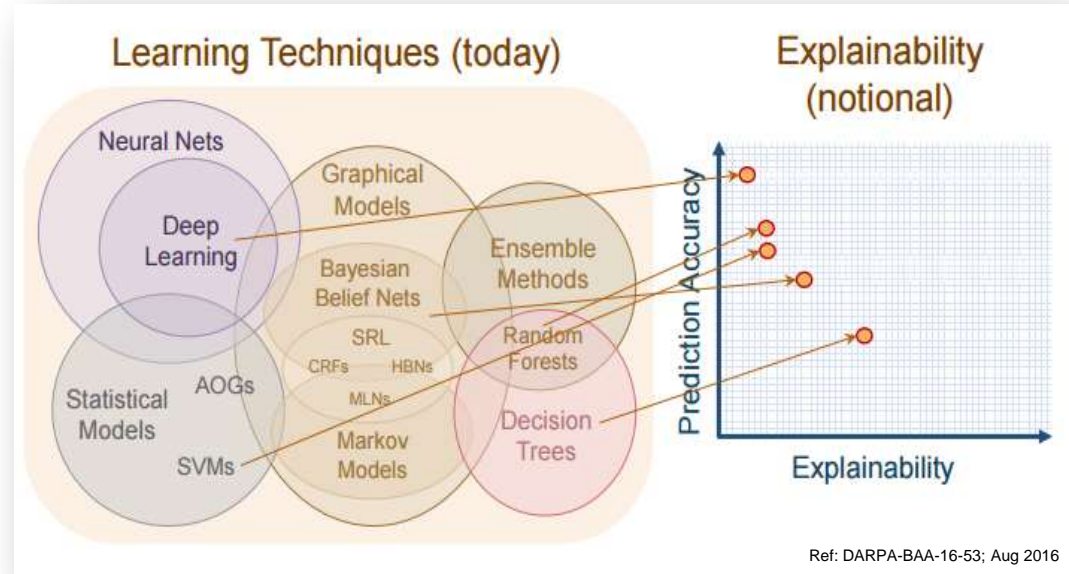 Learning Techniques (today)
Explainability
(notional)
Neural Nets
Graphical
Models
Deep
Learning
Ensemble
Methods
Bayesian
Belief Nets
SRL
CRFs
HBNs
Random
Forests
AOGs
MLNs
Statistical
Models
Decision
Trees
Markov
Models
SVMs
Prediction Accuracy
Explainability
Ref: DARPA-BAA-16-53; Aug 2016